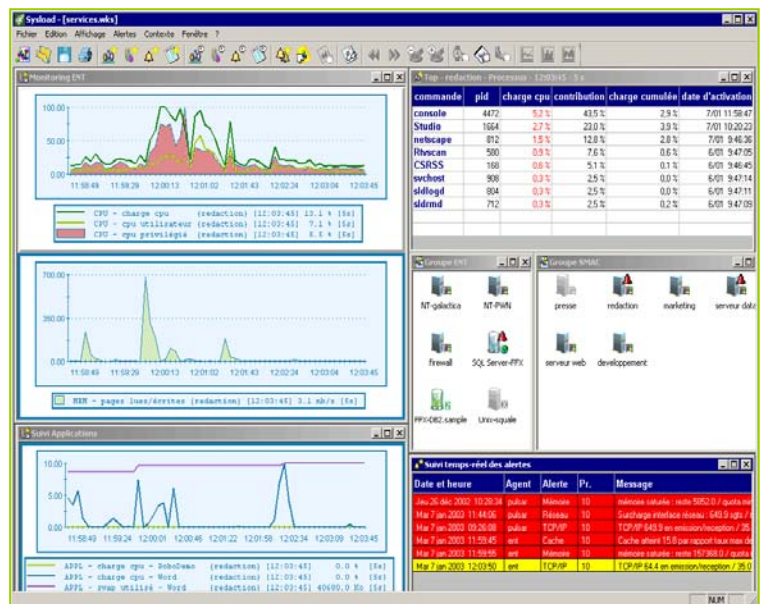 Sysload - [services.wks]
Fichier Edition Affichage Alertes Contexte Fenêtre ?
Monitoring ENT
100.00
50.00
0.00
11:58:49 11:59:29 12:00:13 12:01:02 12:01:43 12:02:24 12:03:04 12:03:45
CPU - charge cpu (redaction) [12:03:45] 13.1 % [5s]
CPU - cpu utilisateur (redaction) [12:03:45] 7.1 % [5s]
CPU - cpu privilégié (redaction) [12:03:45] [5s]
700.00
350.00
0.00
11:58:49 11:59:29 12:00:13 12:01:02 12:01:43 12:02:24 12:03:04 12:03:45
MEM - pages lues/écrites (redaction) [12:03:45] 3.1 mb/s [5s]
Suivi Applications
10.00
5.00
0.00
11:58:49 11:59:24 12:00:01 12:00:46 12:01:22 12:01:58 12:02:34 12:03:09 12:03:45
APPL - charge cpu - RoboDemo (redaction) [12:03:45] 0.0 % [5s]
APPL - charge cpu - Word (redaction) [12:03:45] 0.0 % [5s]
APPL - swap utilisé - Word (redaction) [12:03:45] 40600.0 Ko [5s]
Top - redaction - Processus - 12:03:45 - 5 s
commande pid charge cpu contribution charge cumulée date d'activation
console 4472 5,2 % 43,5 % 2,9 % 7/01 11:58:47
Studio 1664 2,7 % 23,0 % 3,9 % 7/01 10:20:23
netscape 812 1,5 % 12,8 % 2,8 % 7/01 9:46:36
Rtvscan 580 0,9 % 7,6 % 0,6 % 6/01 9:47:05
CSRSS 168 0,6 % 5,1 % 0,1 % 6/01 9:46:45
svchost 908 0,3 % 2,5 % 0,0 % 6/01 9:47:14
sldlogd 804 0,3 % 2,5 % 0,0 % 6/01 9:47:11
sldrmd 712 0,3 % 2,5 % 0,2 % 6/01 9:47:09
Groupe ENT
NT-galactica NT-PWN
firewall SQL Server-FPX
FPX-DB2.sample Unix-squale
Groupe SMAC
presse redaction marketing serveur data
serveur web developpement
Suivi temps-réel des alertes
Date et heure Agent Alerte Pr. Message
Jeu 26 déc 2002 10:28:34 pulsar Mémoire 10 mémoire saturée : reste 5852.0 / quota min
Mar 7 jan 2003 11:44:06 pulsar Réseau 10 Surcharge interface réseau : 649.9 sgts /
Mar 7 jan 2003 09:26:08 pulsar TCP/IP 10 TCP/IP 649.9 en emission/reception / 35.
Mar 7 jan 2003 11:59:45 ent Cache 10 Cache atteint 15.8 par rapport taux max de
Mar 7 jan 2003 11:59:55 ent Mémoire 10 mémoire saturée : reste 157368.0 / quota
Mar 7 jan 2003 12:03:50 ent TCP/IP 10 TCP/IP 64.4 en emission/reception / 35.0
NUM